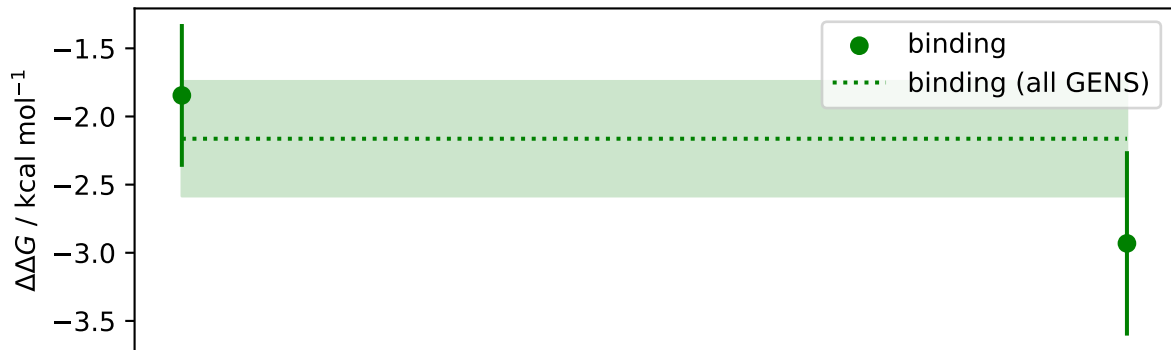 ΔΔG / kcal mol⁻¹
−1.5
−2.0
−2.5
−3.0
−3.5
binding
binding (all GENS)